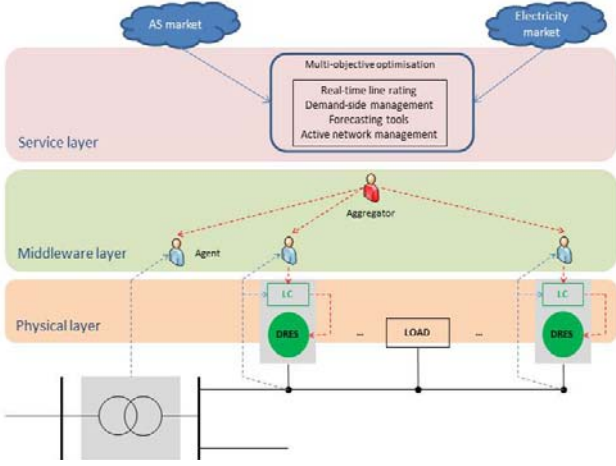 AS market
Electricity
market
Multi-objective optimisation
Real-time line rating
Demand-side management
Forecasting tools
Active network management
Service layer
Aggregator
Agent
Middleware layer
LC
LC
Physical layer
DRES
...
LOAD
...
DRES